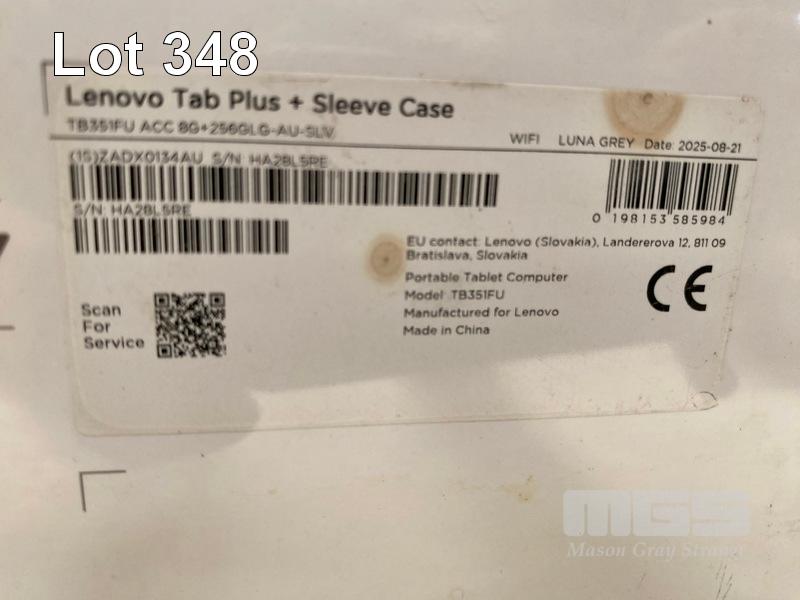 Lot 348
Lenovo Tab Plus + Sleeve Case
TB351FU ACC 8G+256GLG-AU-SLV
WIFI LUNA GREY Date: 2025-08-21
(1S)ZADX0134AU S/N: HA2BL5RE
S/N: HA2BL5RE
0 198153 585984
EU contact: Lenovo (Slovakia), Landererova 12, 811 09
Bratislava, Slovakia
Portable Tablet Computer
Model: TB351FU
Manufactured for Lenovo
Made in China
CE
Scan
For
Service
MGS
Mason Gray Strange